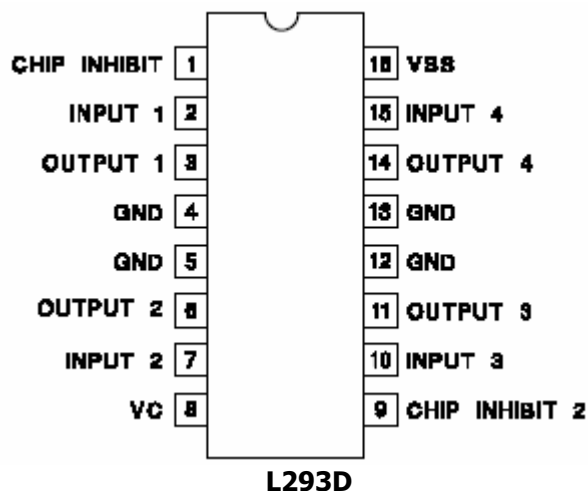 CHIP INHIBIT 1 16 VSS
INPUT 1 2 15 INPUT 4
OUTPUT 1 3 14 OUTPUT 4
GND 4 13 GND
GND 5 12 GND
OUTPUT 2 6 11 OUTPUT 3
INPUT 2 7 10 INPUT 3
VC 8 9 CHIP INHIBIT 2
L293D